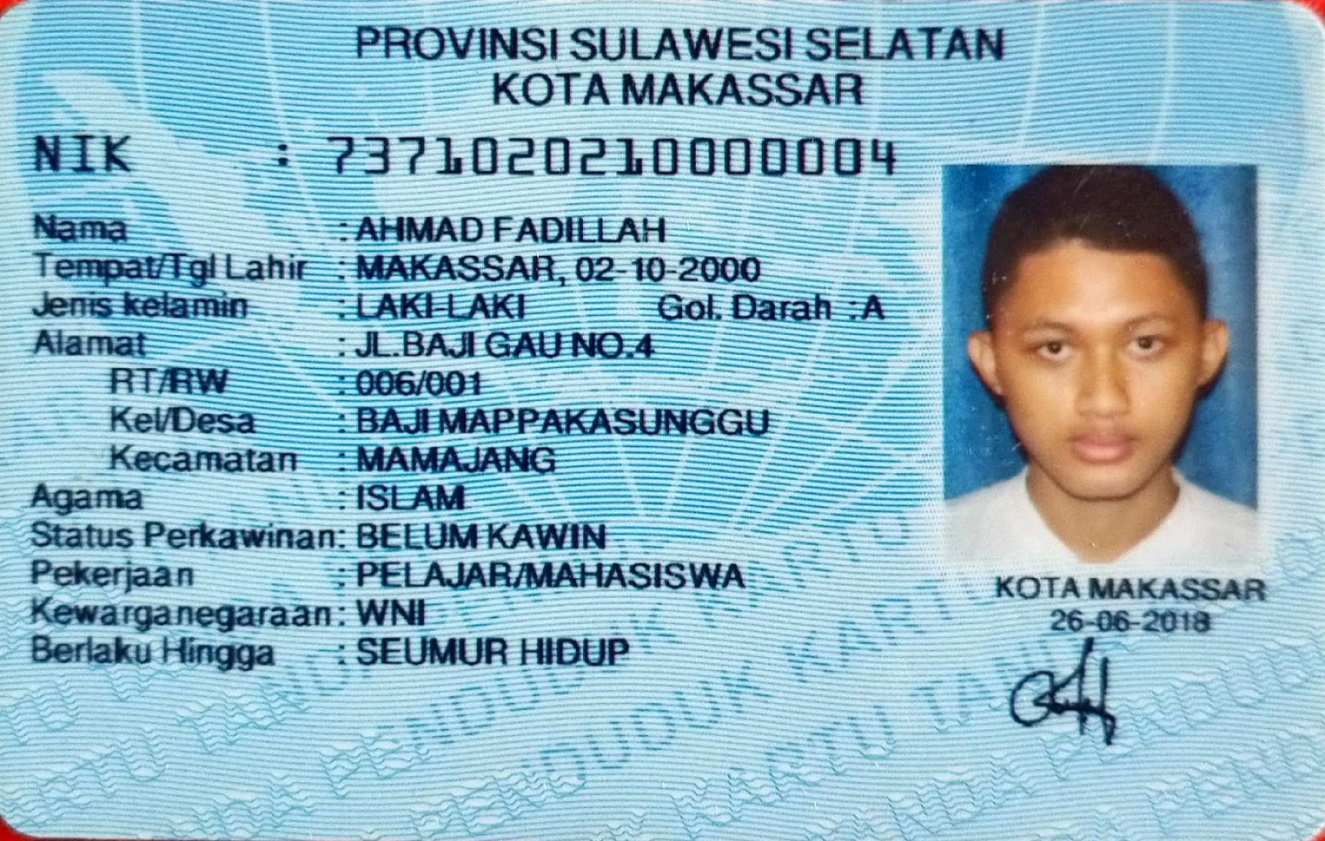 PROVINSI SULAWESI SELATAN
KOTA MAKASSAR
NIK : 7371020210000004
Nama : AHMAD FADILLAH
Tempat/Tgl Lahir : MAKASSAR, 02-10-2000
Jenis kelamin : LAKI-LAKI Gol. Darah : A
Alamat : JL.BAJI GAU NO.4
RT/RW : 006/001
Kel/Desa : BAJI MAPPAKASUNGGU
Kecamatan : MAMAJANG
Agama : ISLAM
Status Perkawinan: BELUM KAWIN
Pekerjaan : PELAJAR/MAHASISWA
Kewarganegaraan: WNI
Berlaku Hingga : SEUMUR HIDUP
KOTA MAKASSAR
26-06-2018